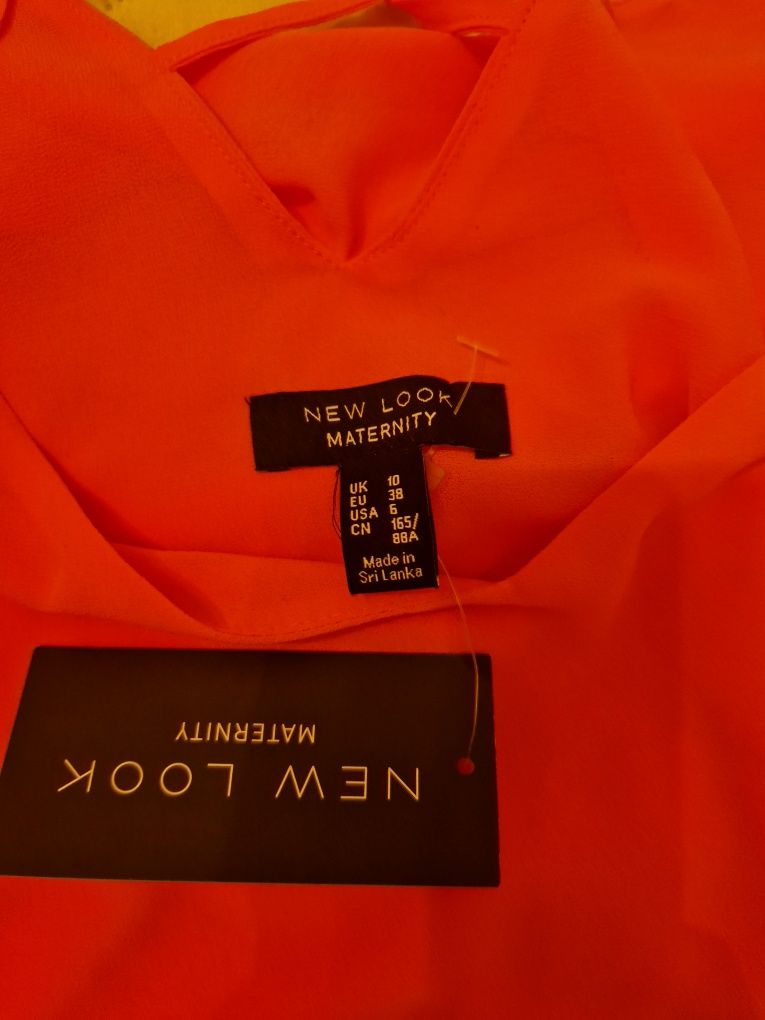 NEW LOOK
MATERNITY
UK 10
EU 38
USA 6
CN 165/
88A
Made in
Sri Lanka
NEW LOOK
MATERNITY